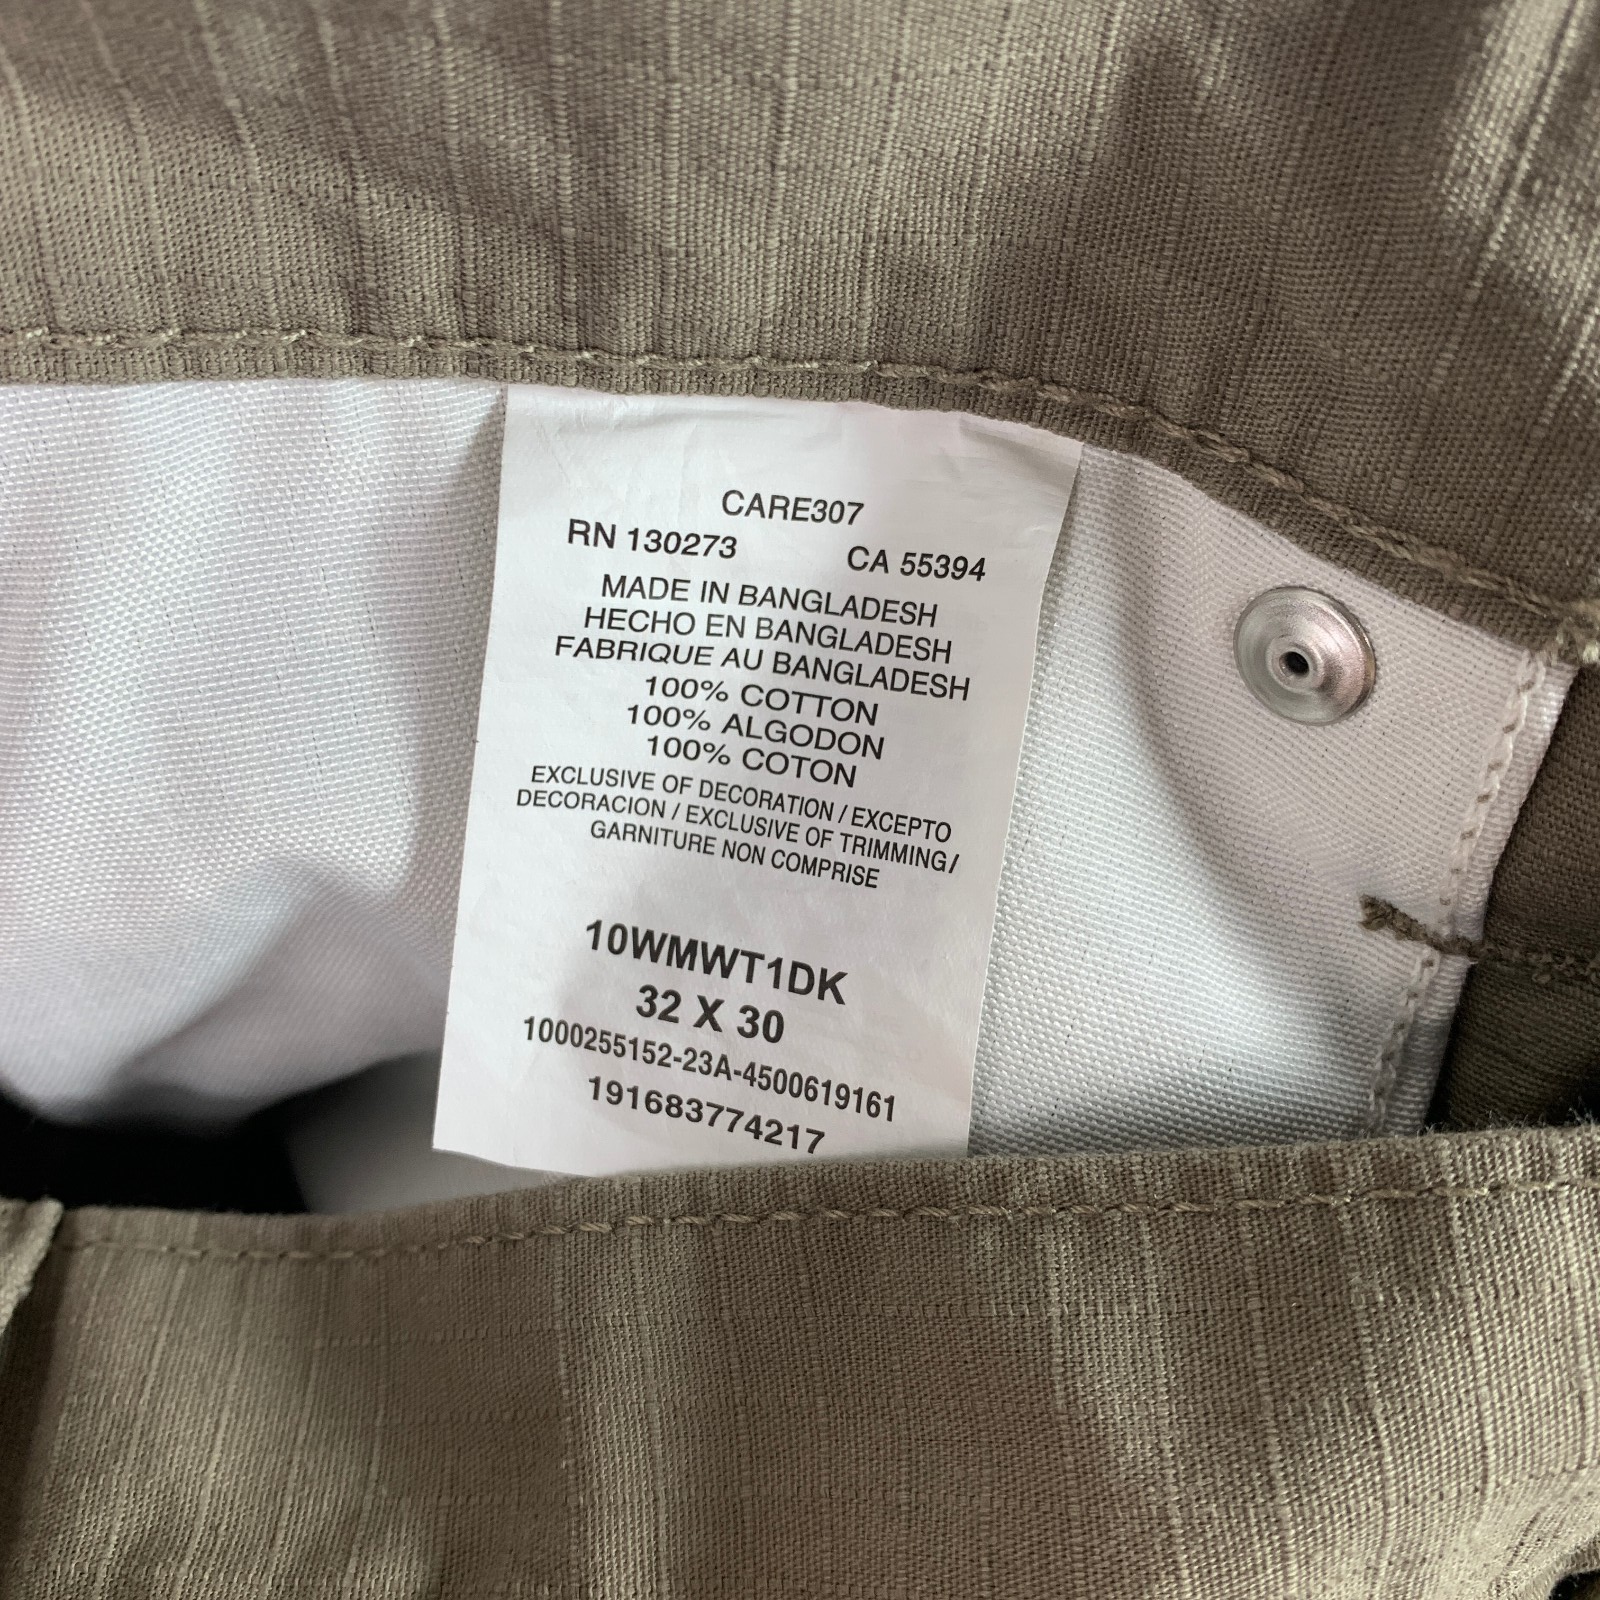 CARE307
RN 130273 CA 55394
MADE IN BANGLADESH
HECHO EN BANGLADESH
FABRIQUE AU BANGLADESH
100% COTTON
100% ALGODON
100% COTON
EXCLUSIVE OF DECORATION / EXCEPTO
DECORACION / EXCLUSIVE OF TRIMMING /
GARNITURE NON COMPRISE
10WMWT1DK
32 X 30
1000255152-23A-4500619161
191683774217